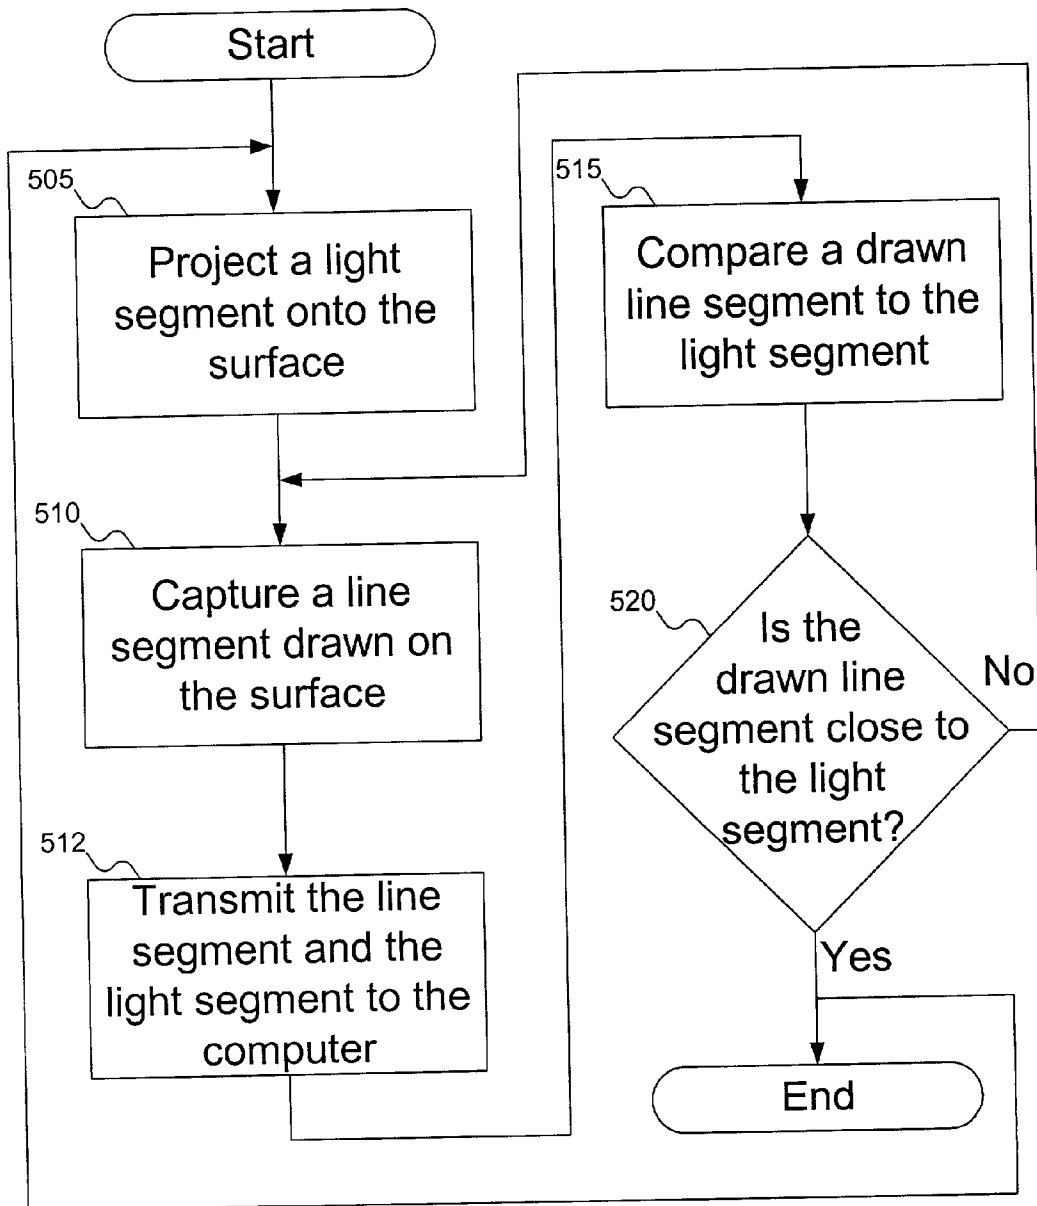 Start
505
Project a light
segment onto the
surface
510
Capture a line
segment drawn on
the surface
512
Transmit the line
segment and the
light segment to the
computer
515
Compare a drawn
line segment to the
light segment
520
Is the
drawn line
segment close to
the light
segment?
No
Yes
End